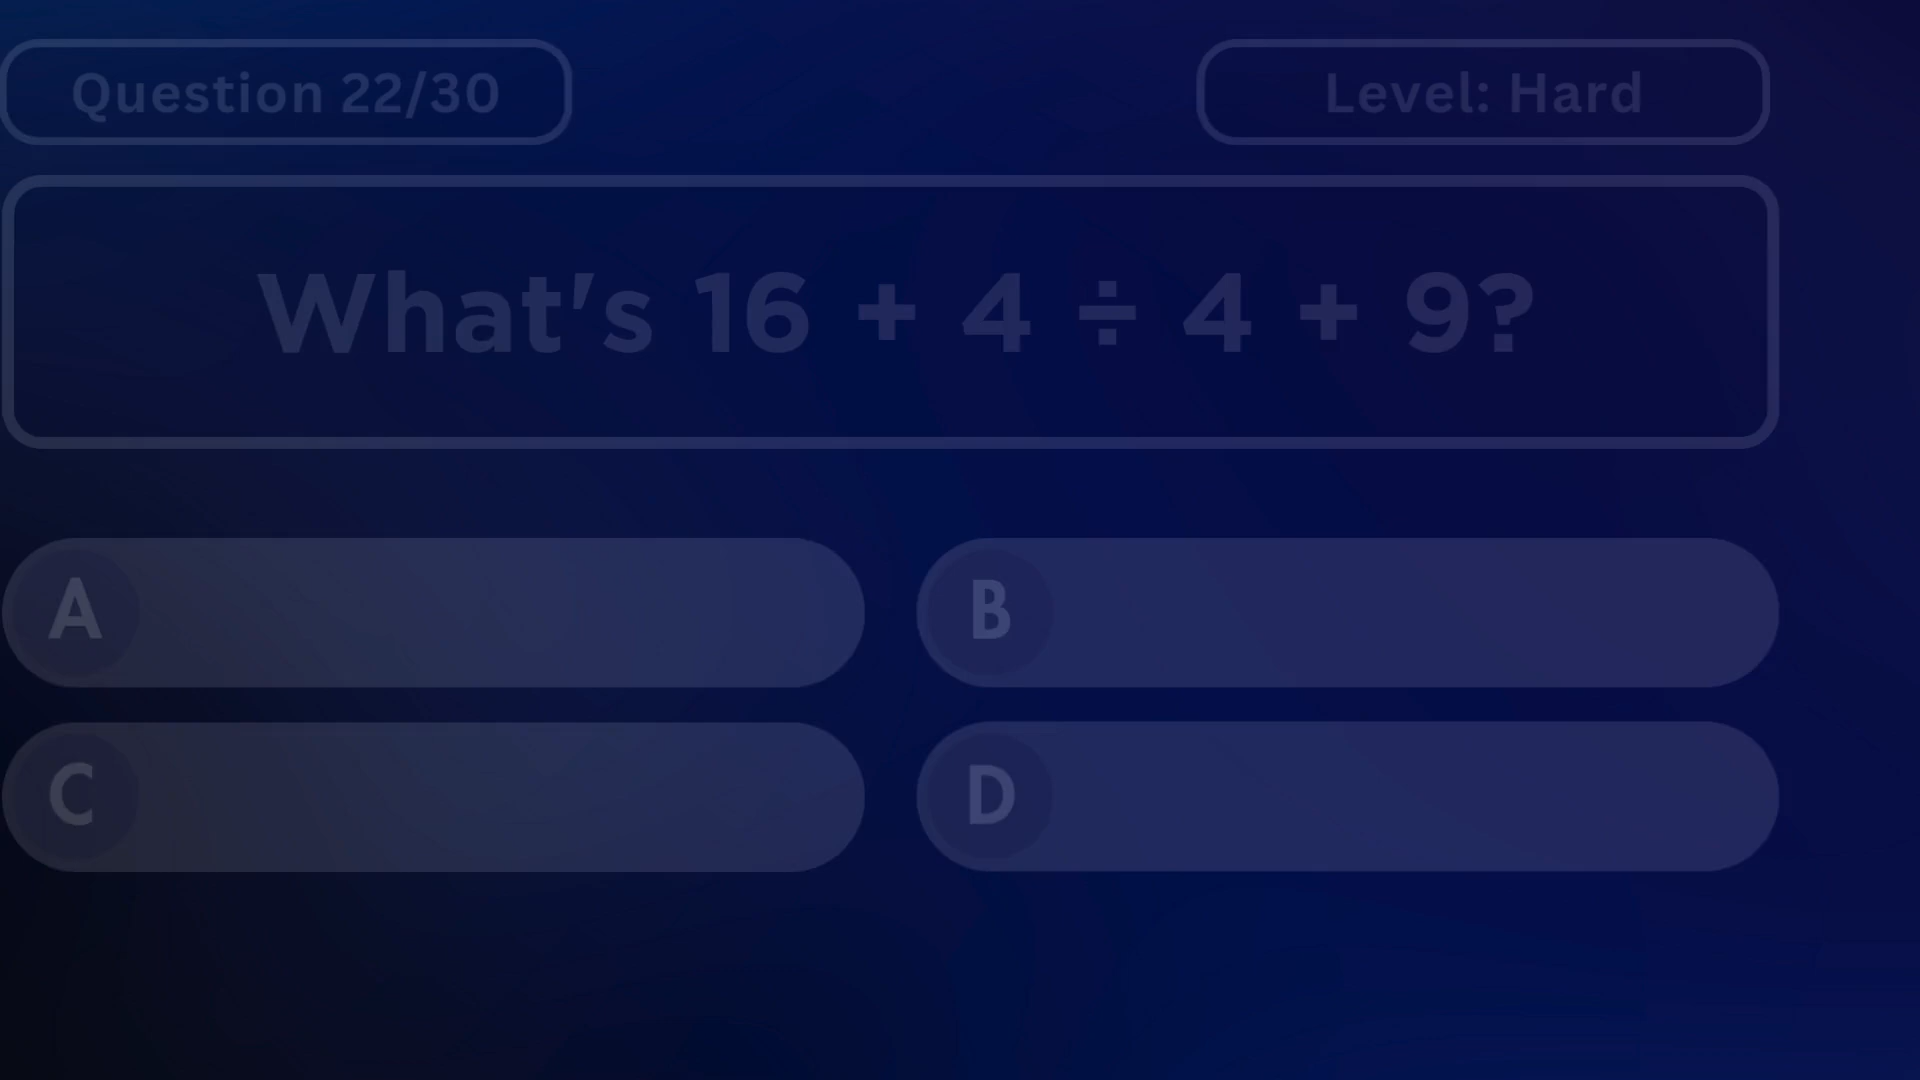 Question 22/30
Level: Hard
What's 16 + 4 ÷ 4 + 9?
A
B
C
D